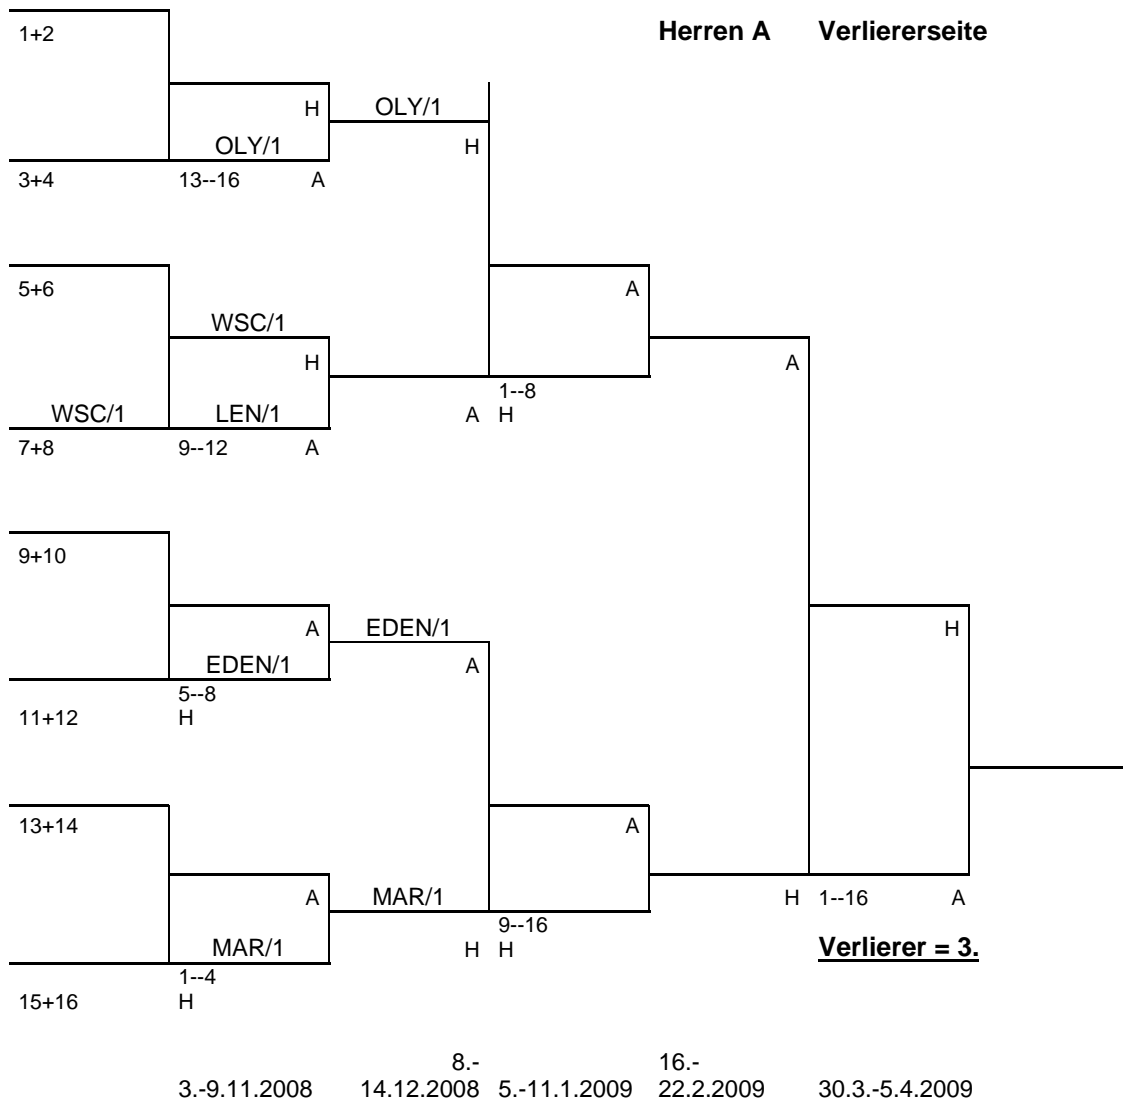 1+2
Herren A Verliererseite
H OLY/1
OLY/1 H
3+4 13--16 A
5+6 A
WSC/1
H A
1--8
WSC/1 LEN/1 A H
7+8 9--12 A
9+10
A EDEN/1 H
EDEN/1 A
5--8
11+12 H
13+14 A
A MAR/1 H 1--16 A
9--16
MAR/1 H H Verlierer = 3.
1--4
15+16 H
8.- 16.-
3.-9.11.2008 14.12.2008 5.-11.1.2009 22.2.2009 30.3.-5.4.2009